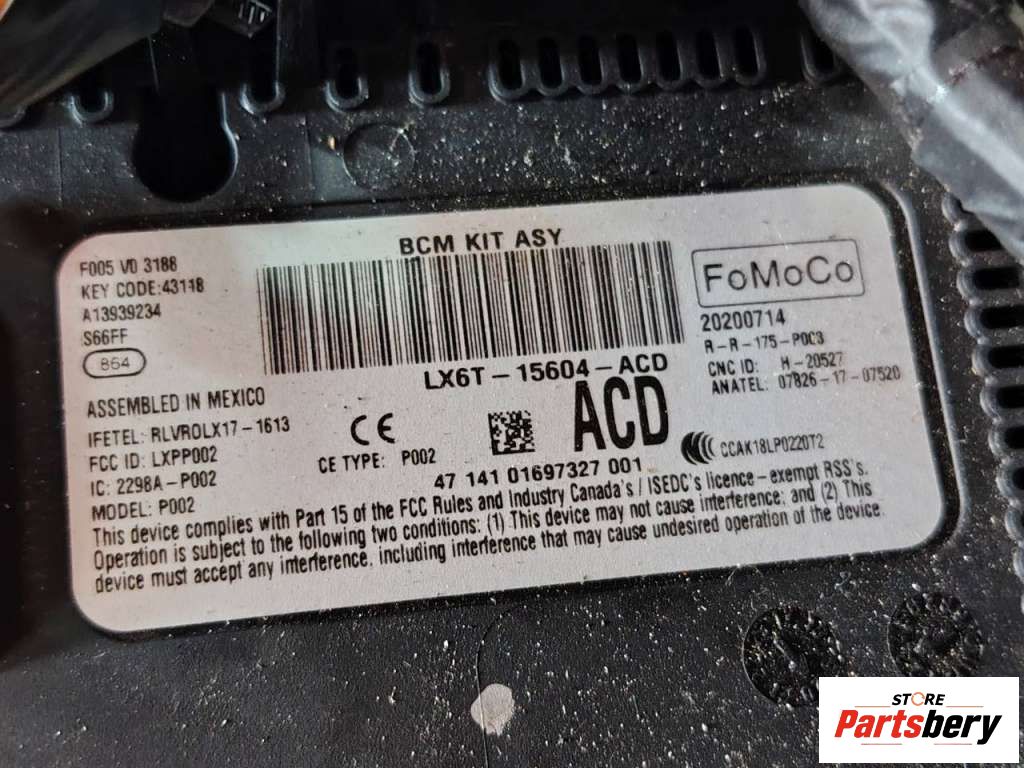 BCM KIT ASY
F005 V0 3188
KEY CODE:43118
A13939234
S66FF
864
FoMoCo
20200714
R-R-175-P0C3
CNC ID: H-20527
ANATEL: 07826-17-07520
LX6T-15604-ACD
ACD
ASSEMBLED IN MEXICO
IFETEL: RLVROLX17-1613
FCC ID: LXPP002
IC: 2298A-P002
MODEL: P002
CE
CE TYPE: P002
CCAK18LP0220T2
47 141 01697327 001
This device complies with Part 15 of the FCC Rules and Industry Canada's / ISEDC's licence-exempt RSS's.
Operation is subject to the following two conditions: (1) This device may not cause interference; and (2) This
device must accept any interference, including interference that may cause undesired operation of the device.
STORE
Partsbery